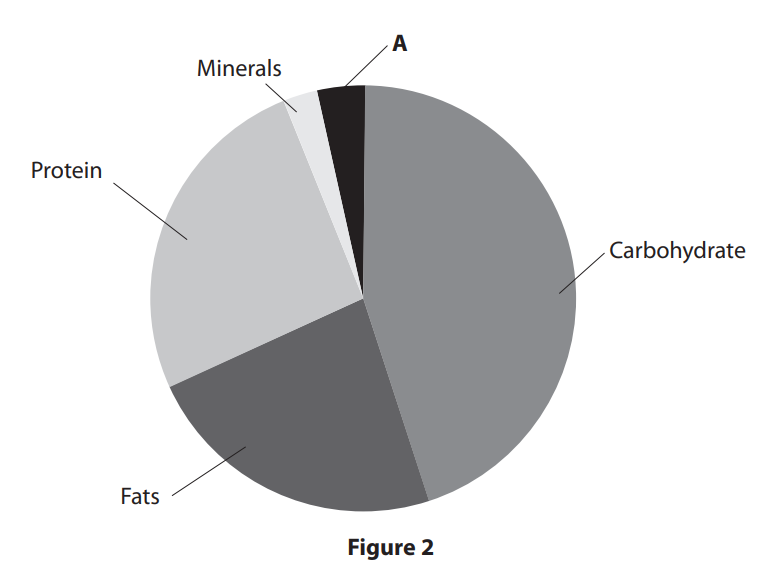 A
Minerals
Protein
Carbohydrate
Fats
Figure 2